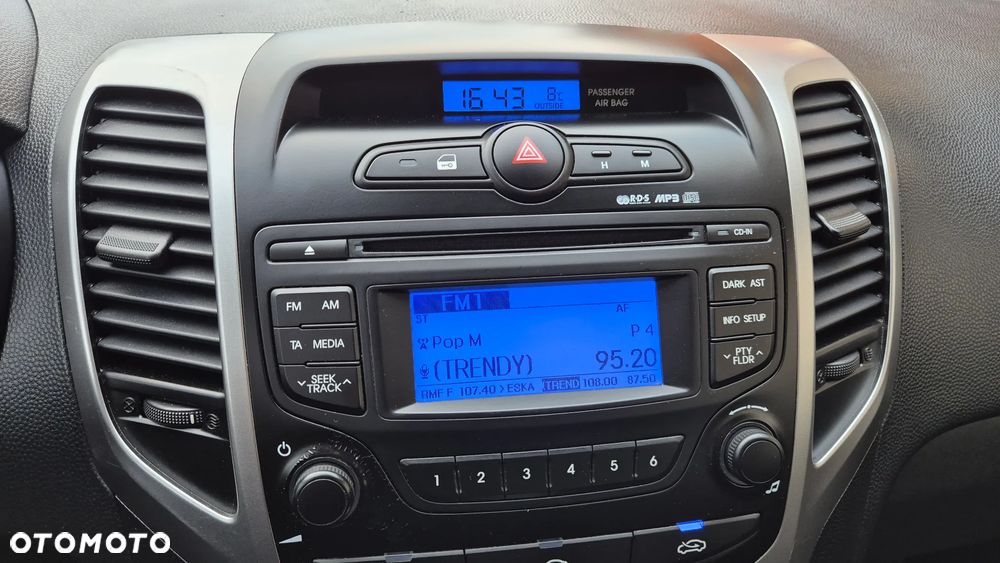 16:43 8°C
OUTSIDE
PASSENGER
AIR BAG
H M
R·D·S MP3
CD-IN
FM AM
TA MEDIA
SEEK
TRACK
FM1
ST AF
Pop M P 4
(TRENDY) 95.20
RMF F 107.40 > ESKA (TREND 108.00 87.50
DARK AST
INFO SETUP
PTY
FLDR
1 2 3 4 5 6
OTOMOTO